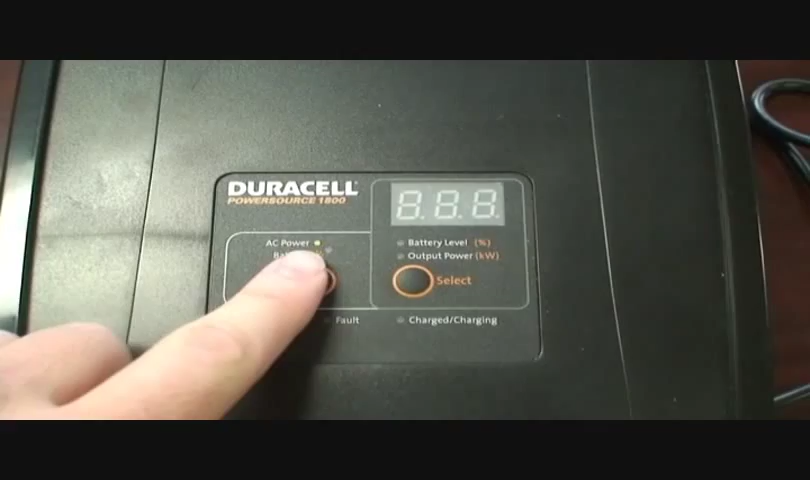 DURACELL
POWERSOURCE 1800
8.8.8
AC Power
Battery Level (%)
Output Power (kW)
Select
Fault
Charged/Charging